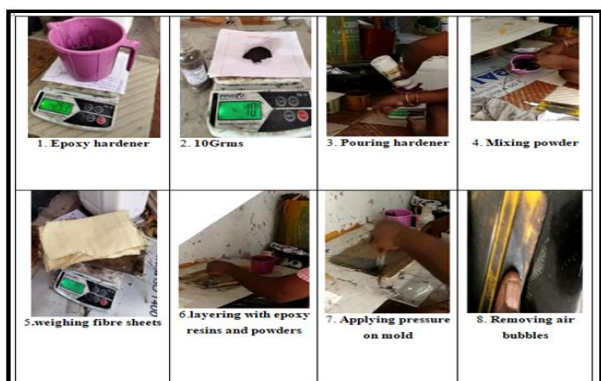 1. Epoxy hardener
2. 10Grms
3. Pouring hardener
4. Mixing powder
5.weighing fibre sheets
6.layering with epoxy
resins and powders
7. Applying pressure
on mold
8. Removing air
bubbles